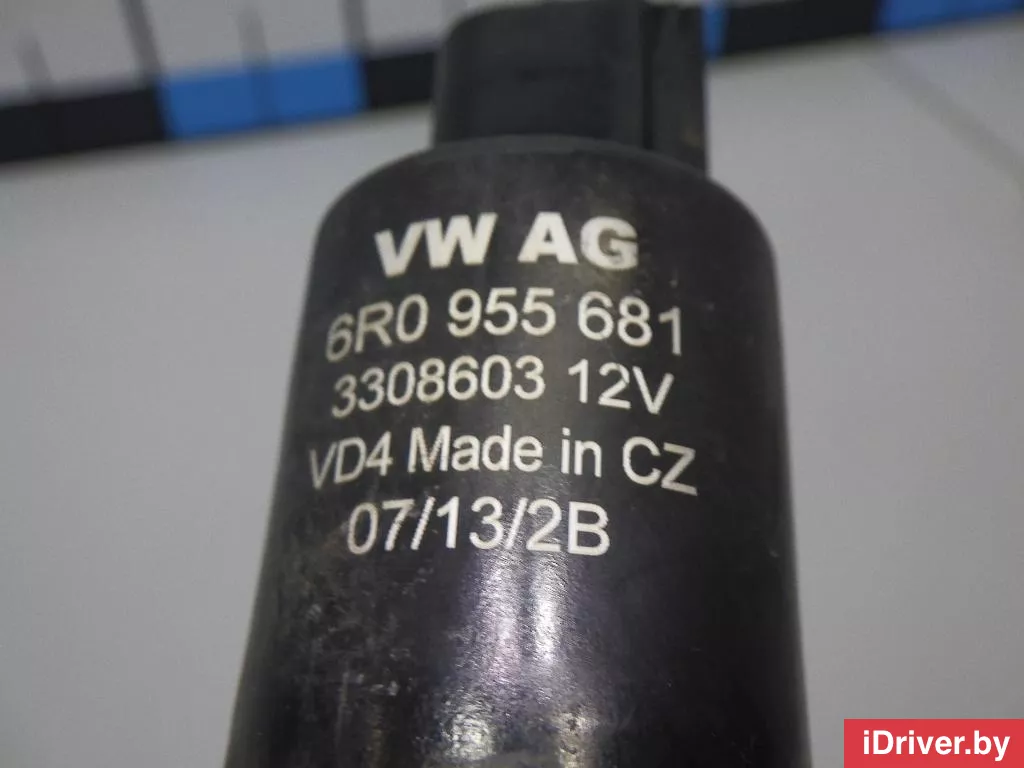 VW AG
6R0 955 681
3308603 12V
VD4 Made in CZ
07/13/2B
iDriver.by